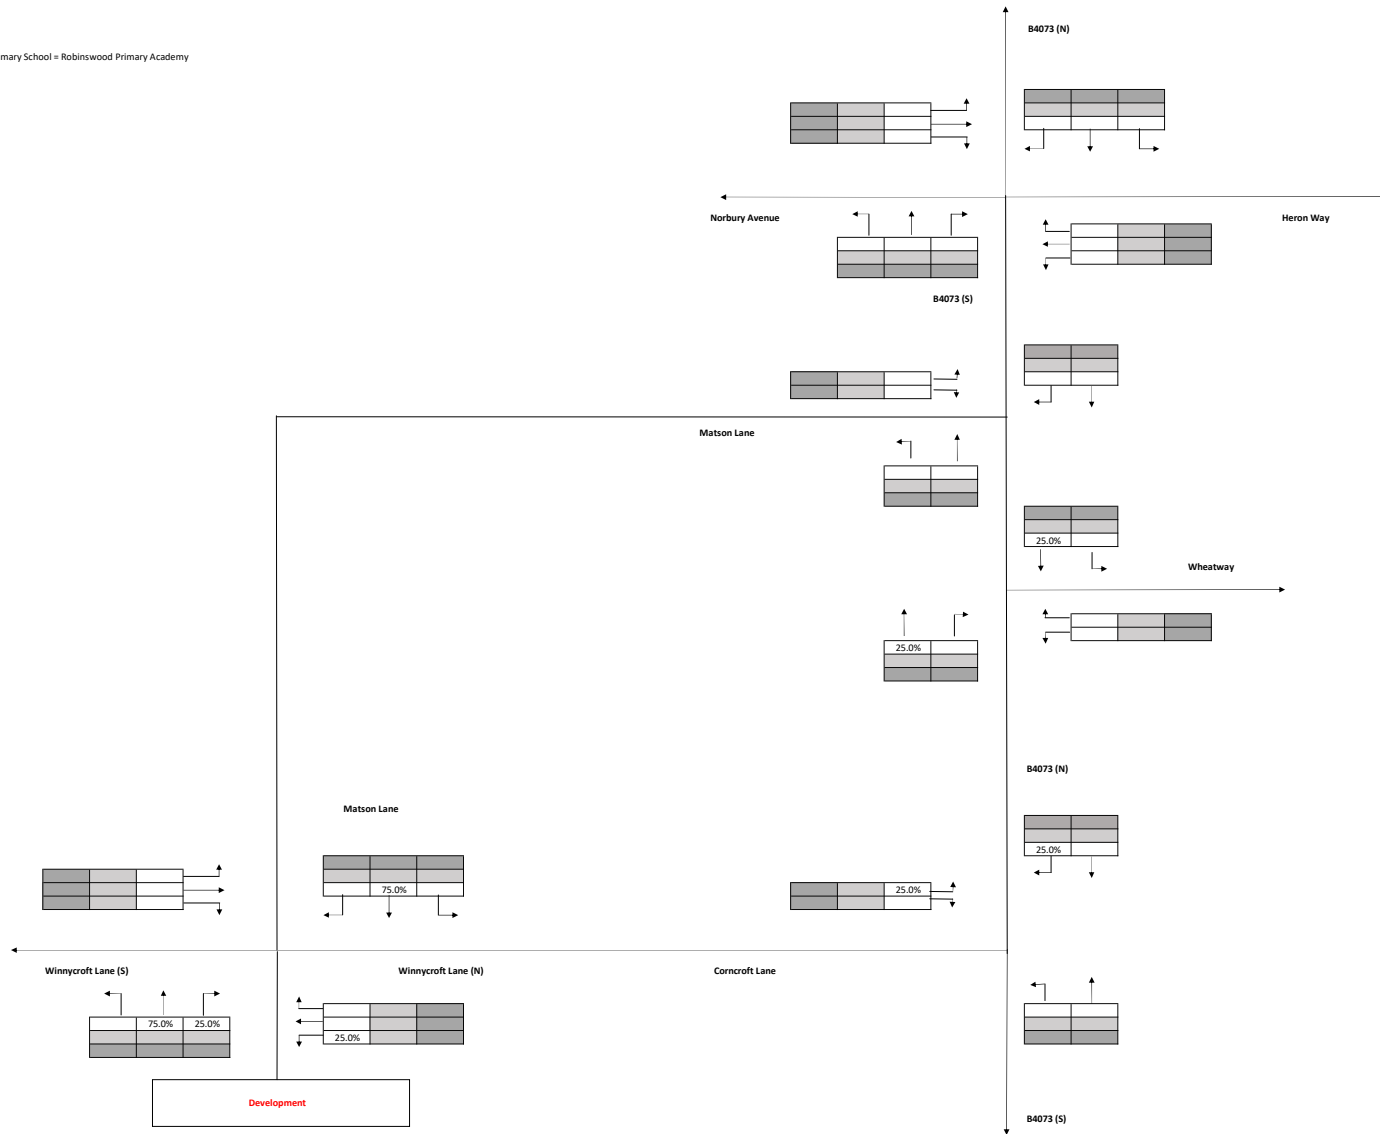 B4073 (N)
mary School = Robinswood Primary Academy
Norbury Avenue
Heron Way
B4073 (S)
Matson Lane
25.0%
Wheatway
25.0%
B4073 (N)
Matson Lane
25.0%
75.0%
25.0%
Winnycroft Lane (S)
Winnycroft Lane (N)
Corncroft Lane
75.0% 25.0%
25.0%
Development
B4073 (S)